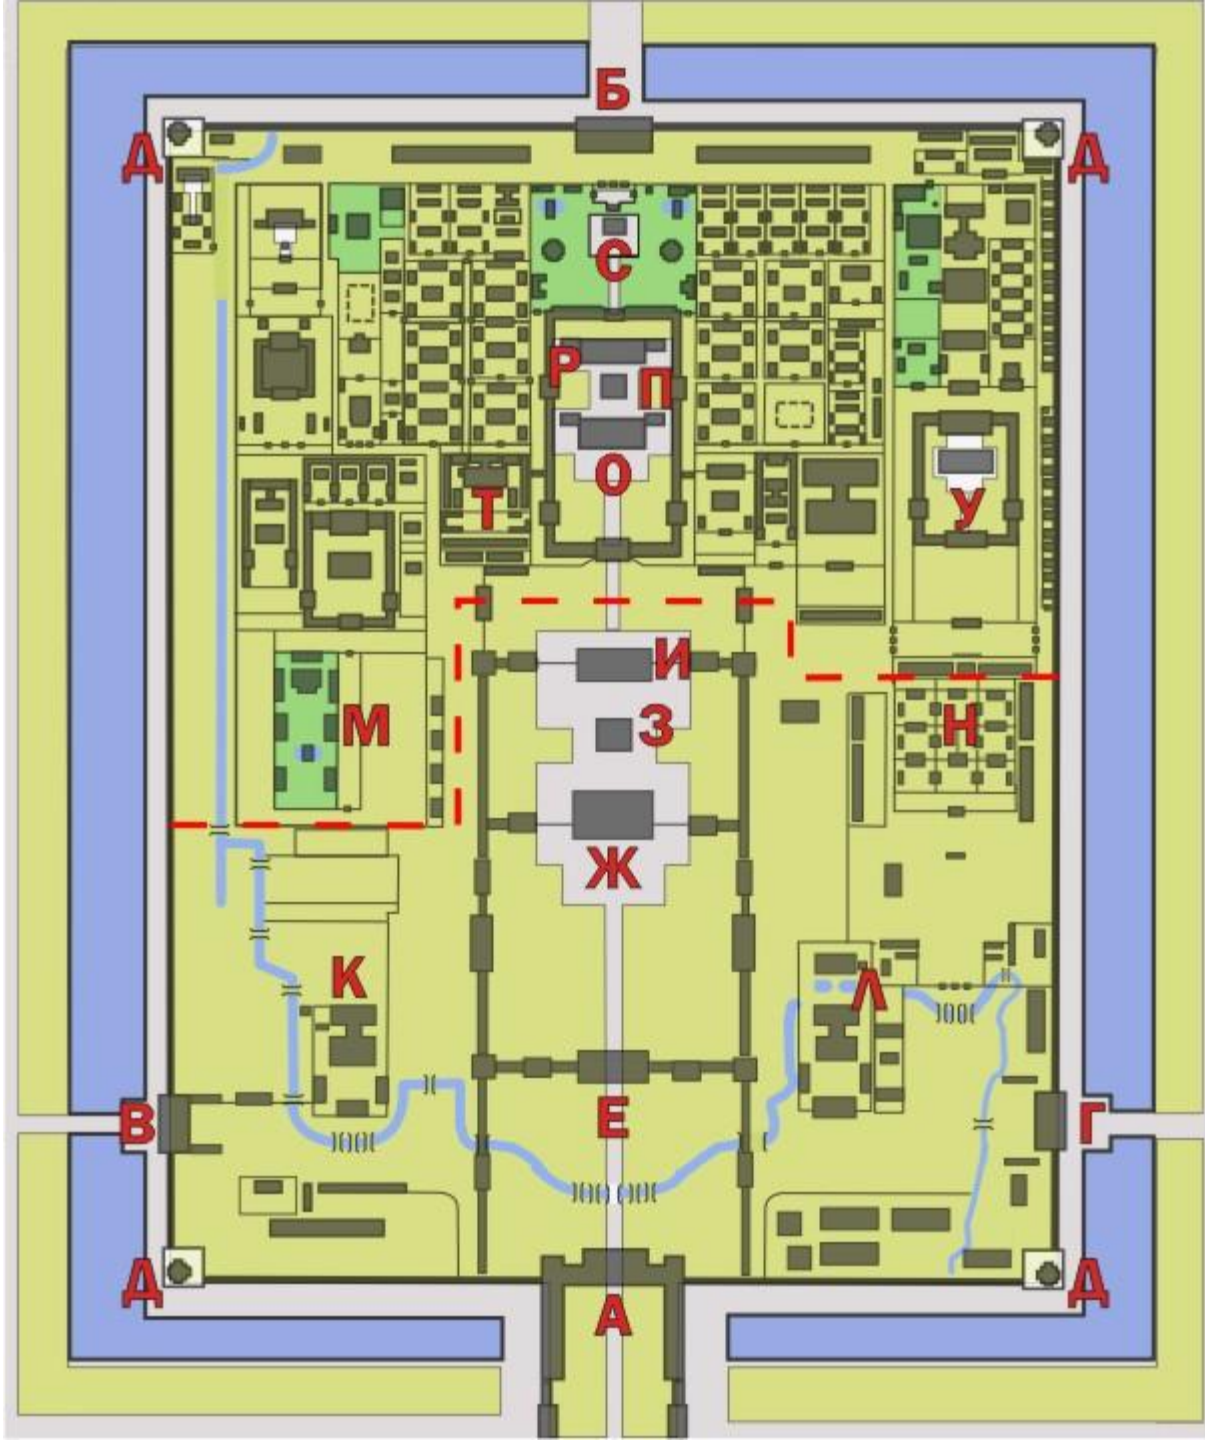 Б
Д Д
С
Р П
О
Т У
И
М З Н
Ж
К Л
В Е Г
Д Д
А